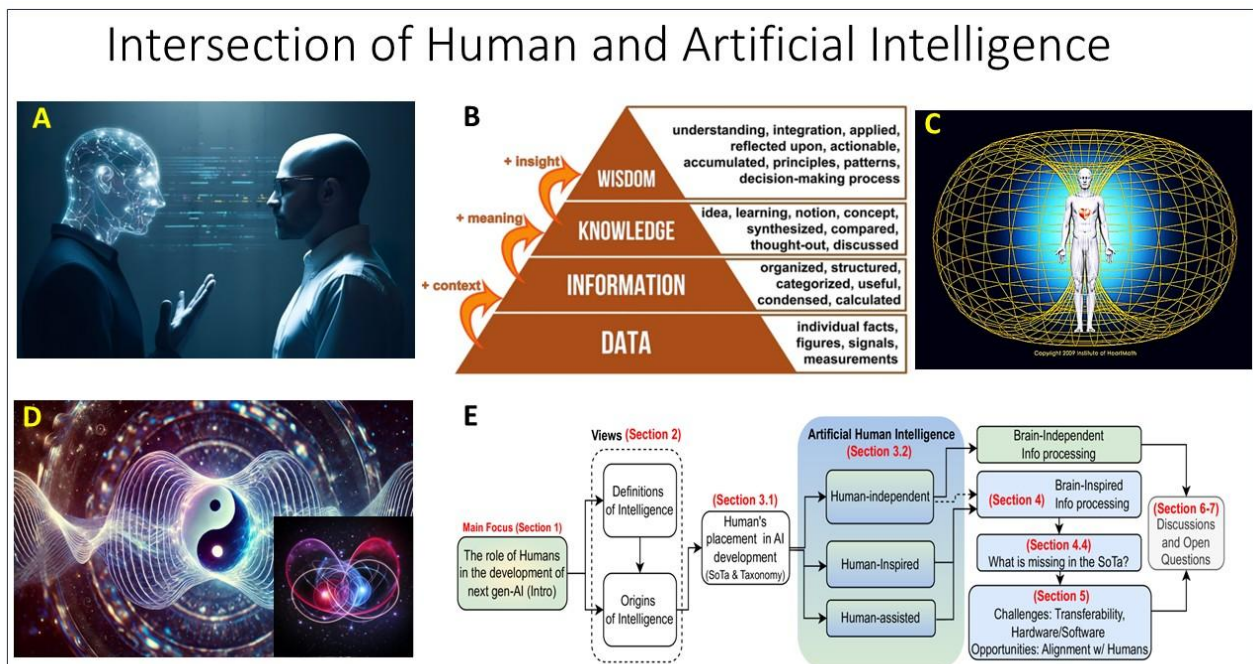 Intersection of Human and Artificial Intelligence
A
B
+ insight
+ meaning
+ context
WISDOM
KNOWLEDGE
INFORMATION
DATA
understanding, integration, applied,
reflected upon, actionable,
accumulated, principles, patterns,
decision-making process
idea, learning, notion, concept,
synthesized, compared,
thought-out, discussed
organized, structured,
categorized, useful,
condensed, calculated
individual facts,
figures, signals,
measurements
C
Copyright 2009 Institute of HeartMath
D
E
Main Focus (Section 1)
The role of Humans
in the development of
next gen-AI (Intro)
Views (Section 2)
Definitions
of Intelligence
Origins
of Intelligence
(Section 3.1)
Human's
placement in AI
development
(SoTa & Taxonomy)
Artificial Human Intelligence
(Section 3.2)
Human-independent
Human-Inspired
Human-assisted
Brain-Independent
Info processing
(Section 4)
Brain-Inspired
Info processing
(Section 4.4)
What is missing in the SoTa?
(Section 5)
Challenges: Transferability,
Hardware/Software
Opportunities: Alignment w/ Humans
(Section 6-7)
Discussions
and Open
Questions